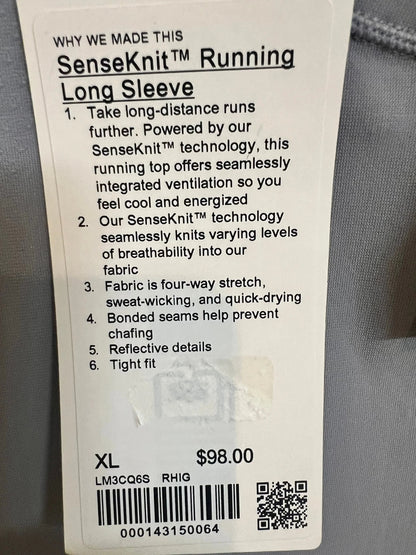 WHY WE MADE THIS
SenseKnit™ Running
Long Sleeve
1. Take long-distance runs
further. Powered by our
SenseKnit™ technology, this
running top offers seamlessly
integrated ventilation so you
feel cool and energized
2. Our SenseKnit™ technology
seamlessly knits varying levels
of breathability into our
fabric
3. Fabric is four-way stretch,
sweat-wicking, and quick-drying
4. Bonded seams help prevent
chafing
5. Reflective details
6. Tight fit
XL $98.00
LM3CQ6S RHIG
000143150064